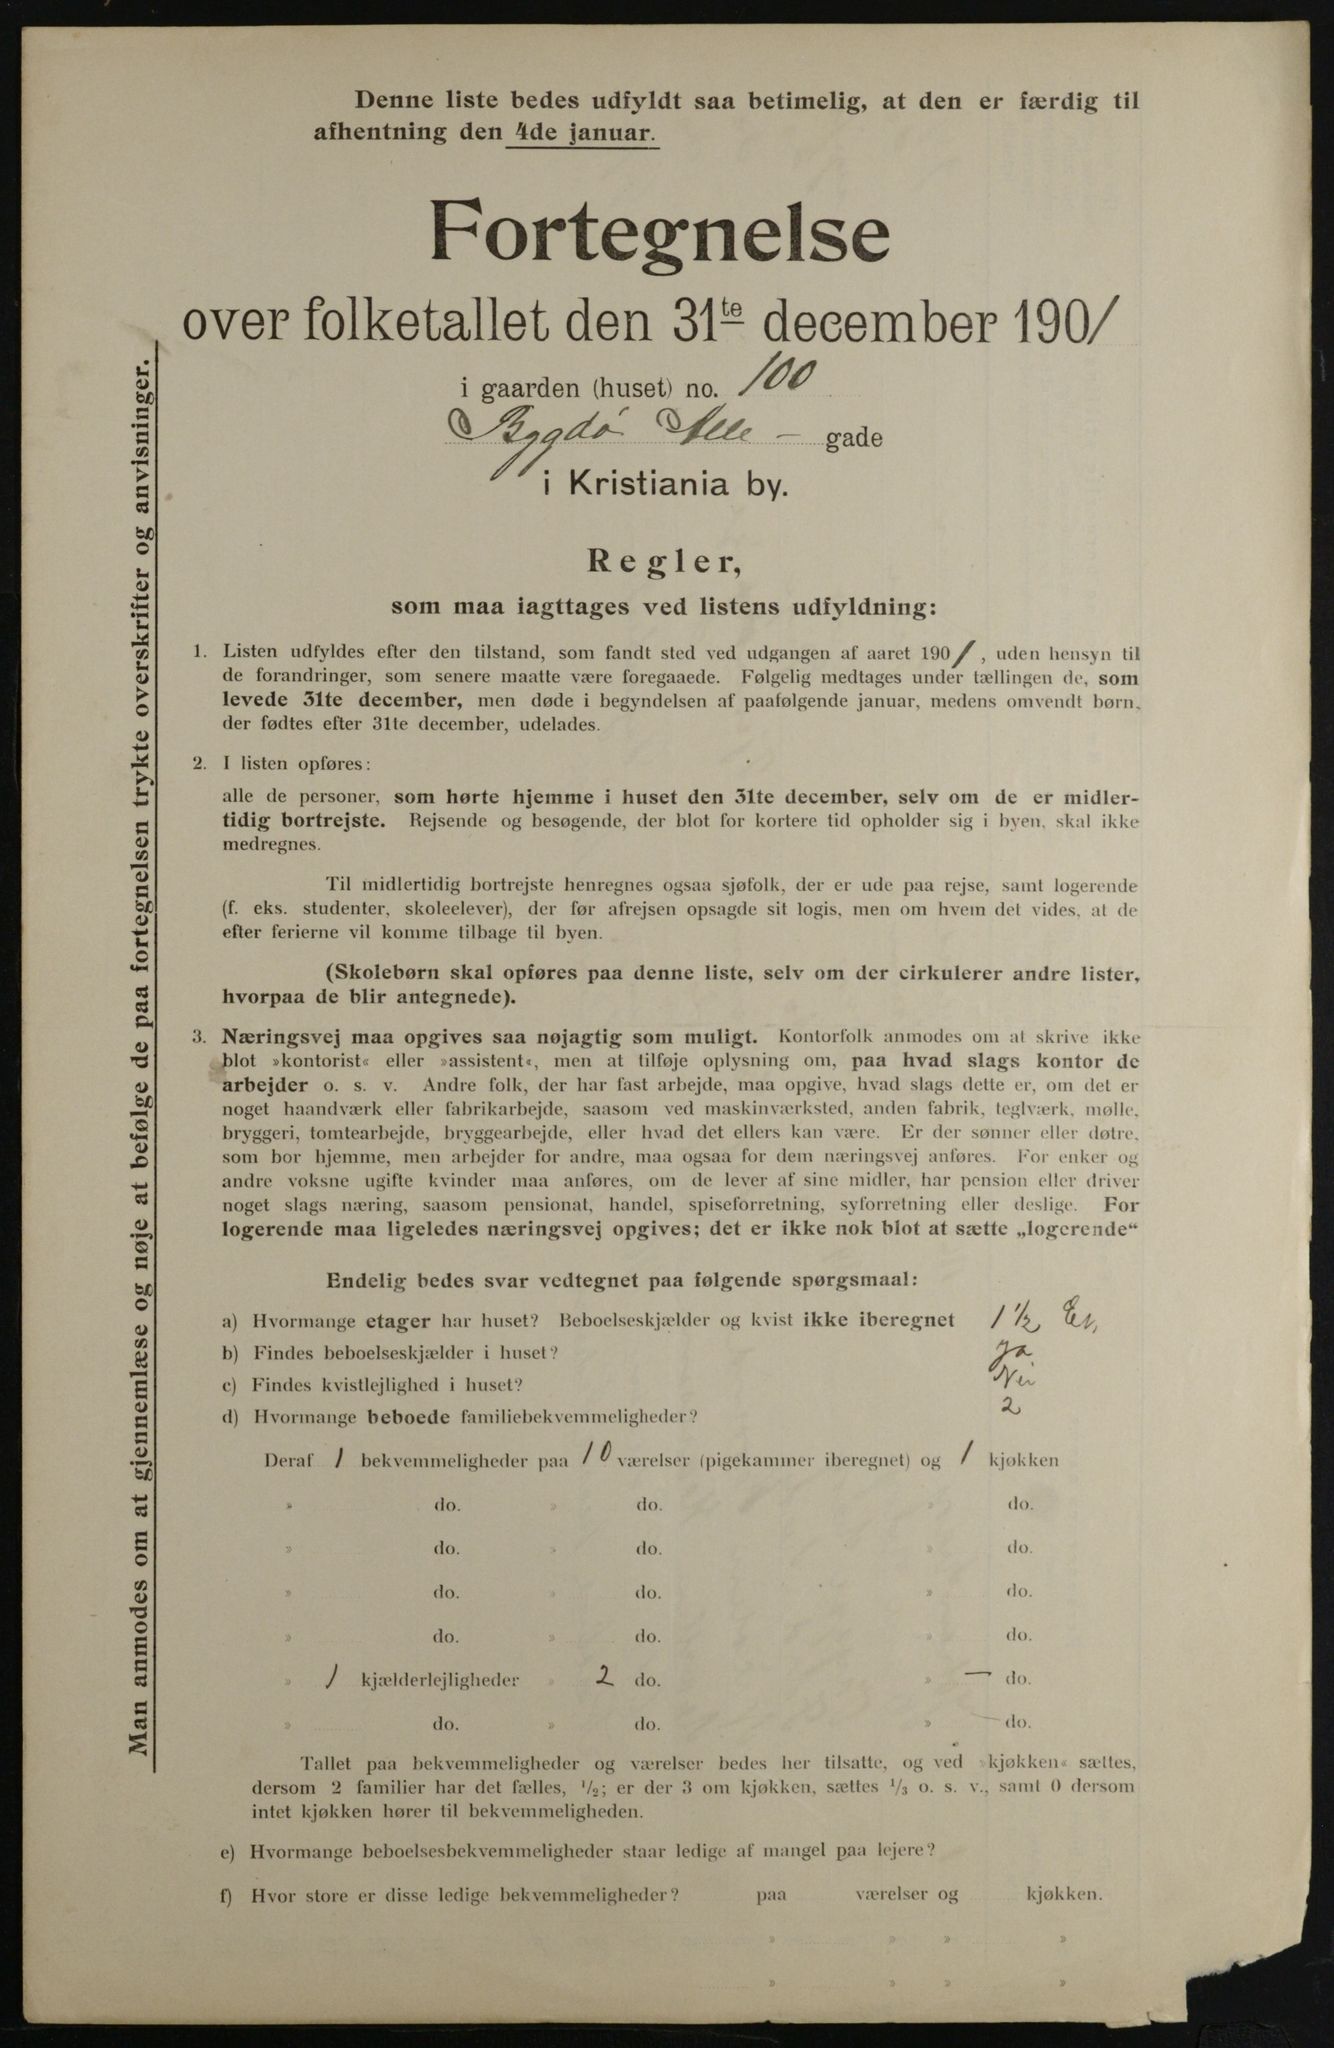 Denne liste bedes udfyldt saa betimelig, at den er færdig til
afhentning den 4de januar.
Fortegnelse
over folketallet den 31te december 1901
i gaarden (huset) no. 100
Bygdø Alle - gade
i Kristiania by.
Regler,
som maa iagttages ved listens udfyldning:
1. Listen udfyldes efter den tilstand, som fandt sted ved udgangen af aaret 1901, uden hensyn til
de forandringer, som senere maatte være foregaaede. Følgelig medtages under tællingen de, som
levede 31te december, men døde i begyndelsen af paafølgende januar, medens omvendt børn,
der fødtes efter 31te december, udelades.
2. I listen opføres:
alle de personer, som hørte hjemme i huset den 31te december, selv om de er midler-
tidig bortrejste. Rejsende og besøgende, der blot for kortere tid opholder sig i byen, skal ikke
medregnes.
Til midlertidig bortrejste henregnes ogsaa sjøfolk, der er ude paa rejse, samt logerende
(f. eks. studenter, skoleelever), der før afrejsen opsagde sit logis, men om hvem det vides, at de
efter ferierne vil komme tilbage til byen.
(Skolebørn skal opføres paa denne liste, selv om der cirkulerer andre lister,
hvorpaa de blir antegnede).
3. Næringsvej maa opgives saa nøjagtig som muligt. Kontorfolk anmodes om at skrive ikke
blot »kontorist« eller »assistent«, men at tilføje oplysning om, paa hvad slags kontor de
arbejder o. s. v. Andre folk, der har fast arbejde, maa opgive, hvad slags dette er, om det er
noget haandværk eller fabrikarbejde, saasom ved maskinværksted, anden fabrik, teglværk, mølle,
bryggeri, tomtearbejde, bryggearbejde, eller hvad det ellers kan være. Er der sønner eller døtre,
som bor hjemme, men arbejder for andre, maa ogsaa for dem næringsvej anføres. For enker og
andre voksne ugifte kvinder maa anføres, om de lever af sine midler, har pension eller driver
noget slags næring, saasom pensionat, handel, spiseforretning, syforretning eller deslige. For
logerende maa ligeledes næringsvej opgives; det er ikke nok blot at sætte „logerende“
Endelig bedes svar vedtegnet paa følgende spørgsmaal:
a) Hvormange etager har huset? Beboelseskjælder og kvist ikke iberegnet 1 1/2 Et.
b) Findes beboelseskjælder i huset? Ja
c) Findes kvistlejlighed i huset? Nei
d) Hvormange beboede familiebekvemmeligheder? 2
Deraf 1 bekvemmeligheder paa 10 værelser (pigekammer iberegnet) og 1 kjøkken
» do. » do. » do.
» do. » do. » do.
» do. » do. » do.
» do. » do. » do.
» 1 kjælderlejligheder » 2 do. » — do.
» do. » do. » — do.
Tallet paa bekvemmeligheder og værelser bedes her tilsatte, og ved »kjøkken« sættes,
dersom 2 familier har det fælles, 1/2; er der 3 om kjøkken, sættes 1/3 o. s. v., samt 0 dersom
intet kjøkken hører til bekvemmeligheden.
e) Hvormange beboelsesbekvemmeligheder staar ledige af mangel paa lejere?
f) Hvor store er disse ledige bekvemmeligheder? paa værelser og kjøkken.
» » » »
» » » »
Man anmodes om at gjennemlæse og nøje at befølge de paa fortegnelsen trykte overskrifter og anvisninger.